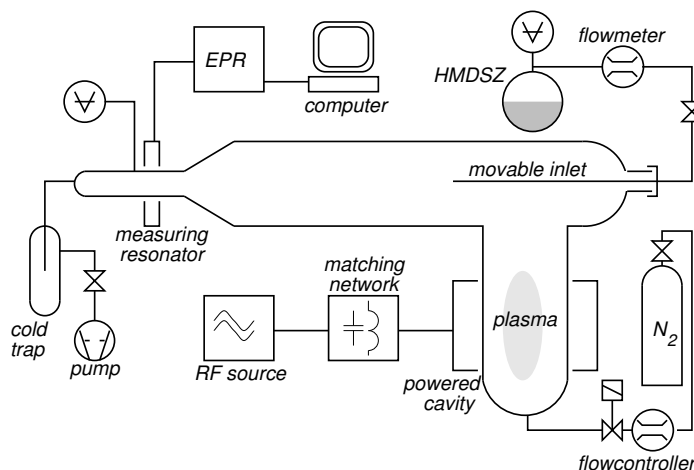 EPR
computer
HMDSZ
flowmeter
movable inlet
measuring
resonator
cold
trap
pump
RF source
matching
network
plasma
powered
cavity
N2
flowcontroller